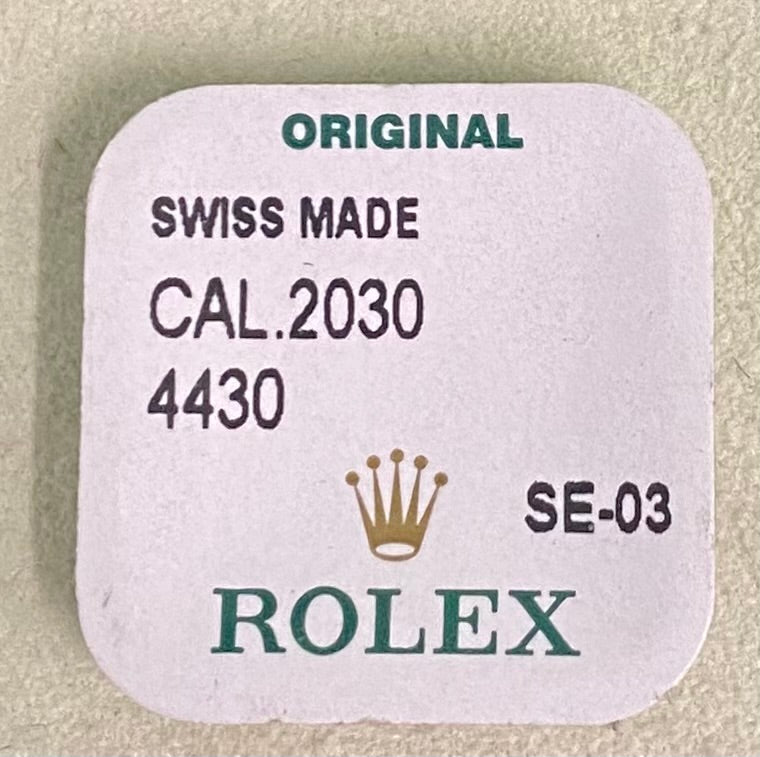 ORIGINAL
SWISS MADE
CAL.2030
4430
SE-03
ROLEX